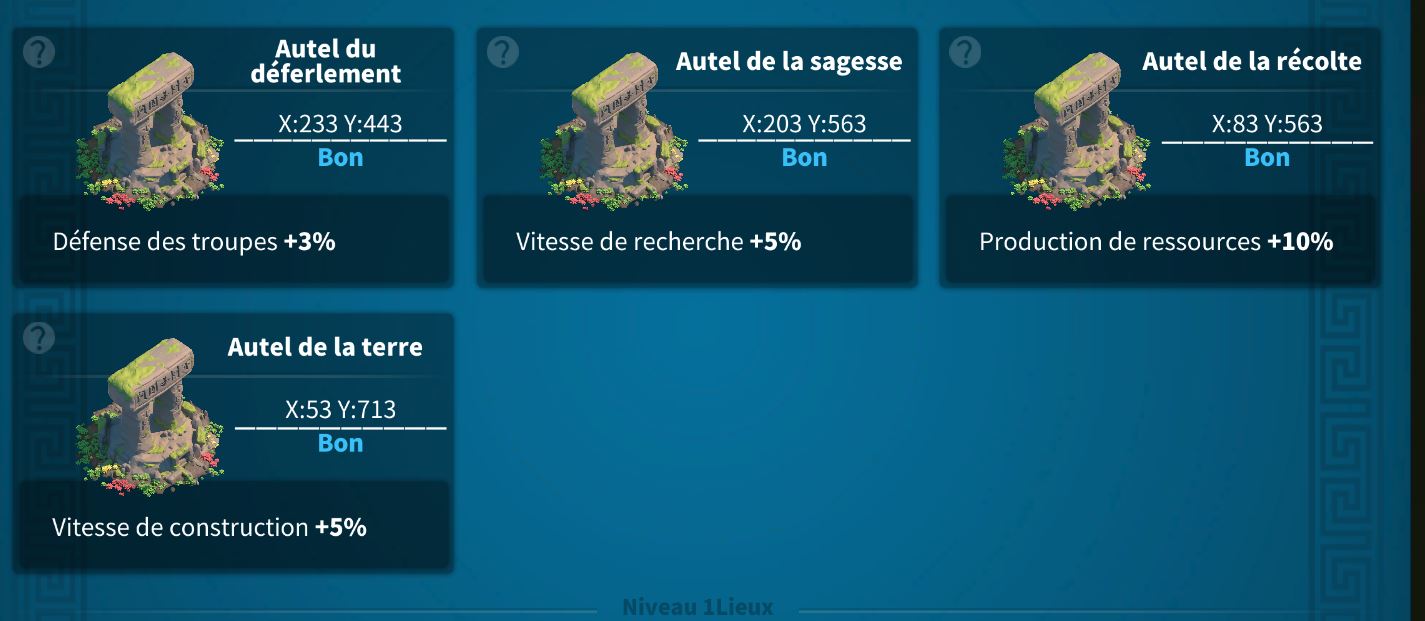 ?
Autel du
déferlement
X:233 Y:443
Bon
Défense des troupes +3%
?
Autel de la sagesse
X:203 Y:563
Bon
Vitesse de recherche +5%
?
Autel de la récolte
X:83 Y:563
Bon
Production de ressources +10%
?
Autel de la terre
X:53 Y:713
Bon
Vitesse de construction +5%
Niveau 1Lieux